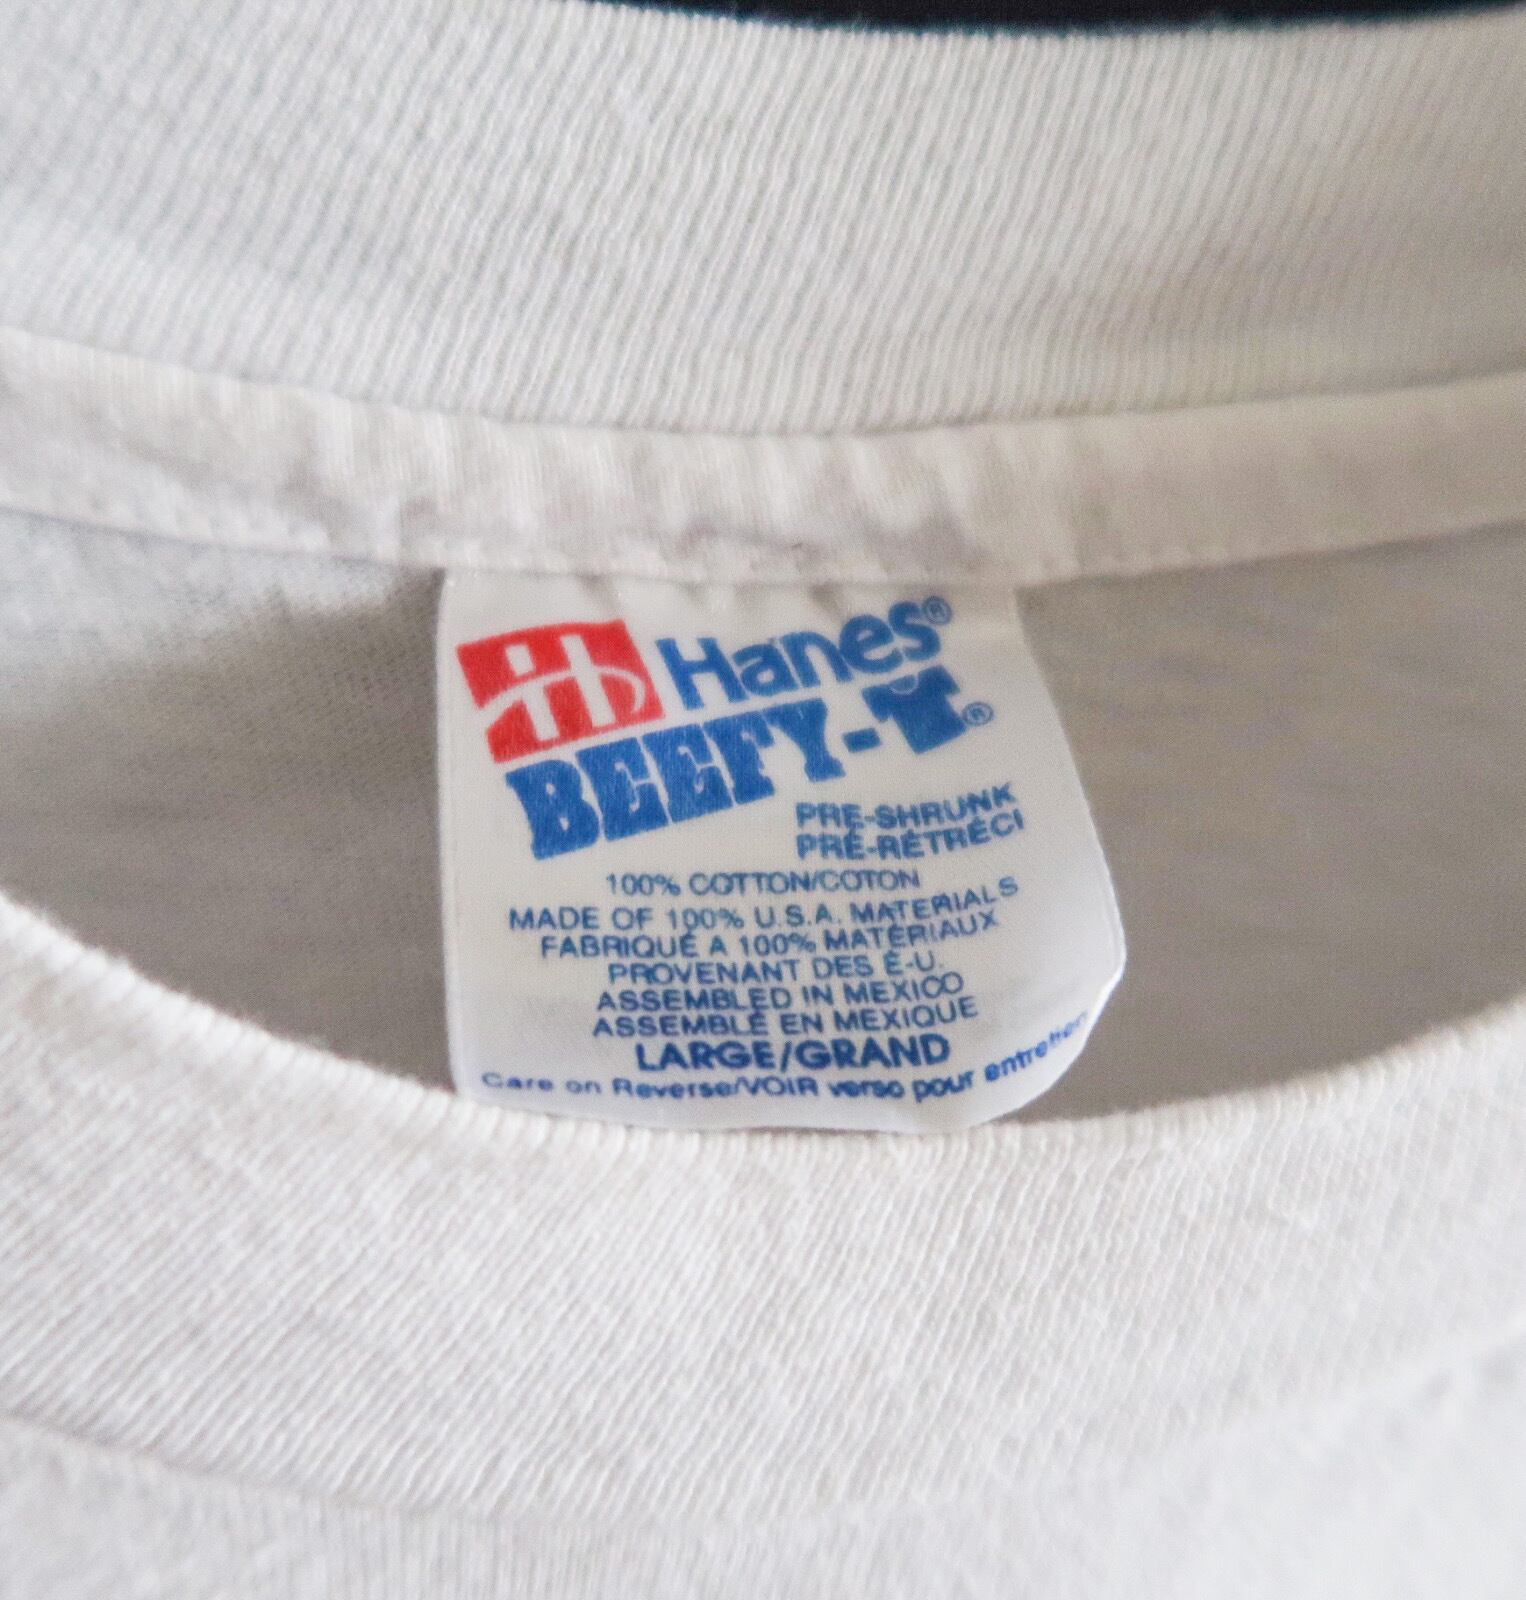 Hanes®
BEEFY-T®
PRE-SHRUNK
PRÉ-RÉTRÉCI
100% COTTON/COTON
MADE OF 100% U.S.A. MATERIALS
FABRIQUÉ A 100% MATÉRIAUX
PROVENANT DES É-U.
ASSEMBLED IN MEXICO
ASSEMBLÉ EN MEXIQUE
LARGE/GRAND
Care on Reverse/VOIR verso pour entretien